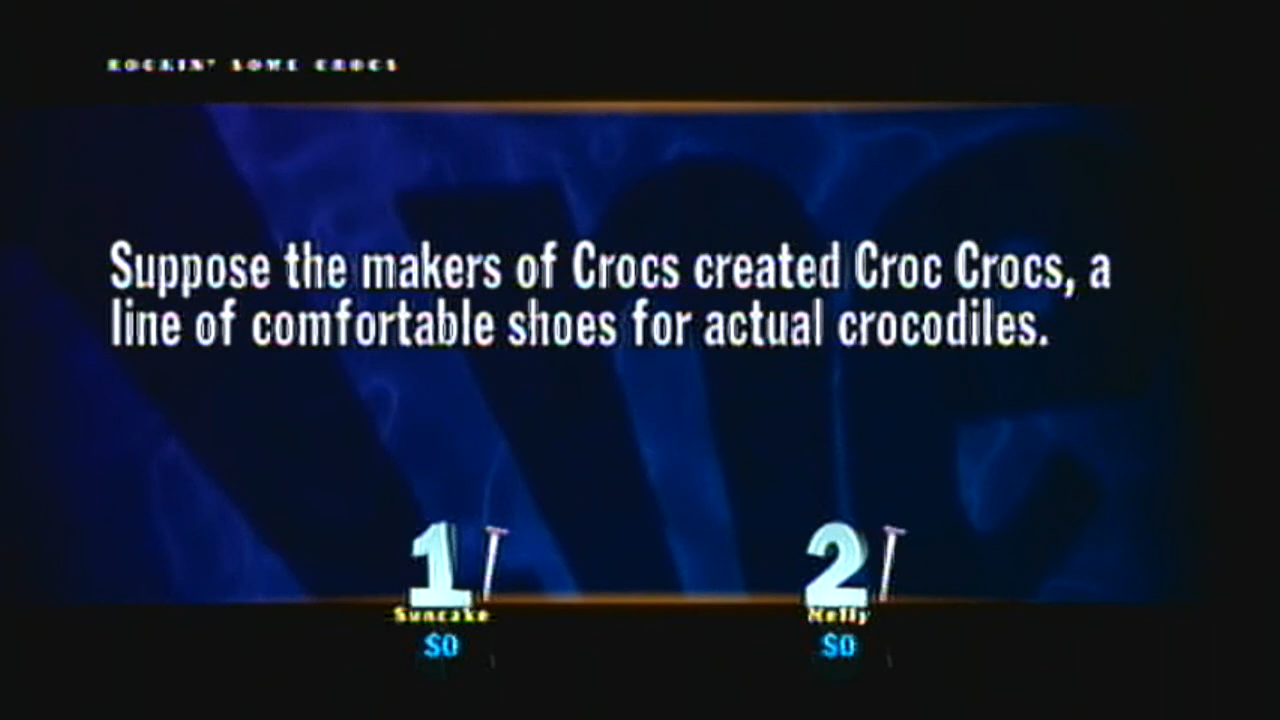 ROCKIN' SOME CROCS
Suppose the makers of Crocs created Croc Crocs, a
line of comfortable shoes for actual crocodiles.
1 2
Suncake Nelly
$0 $0